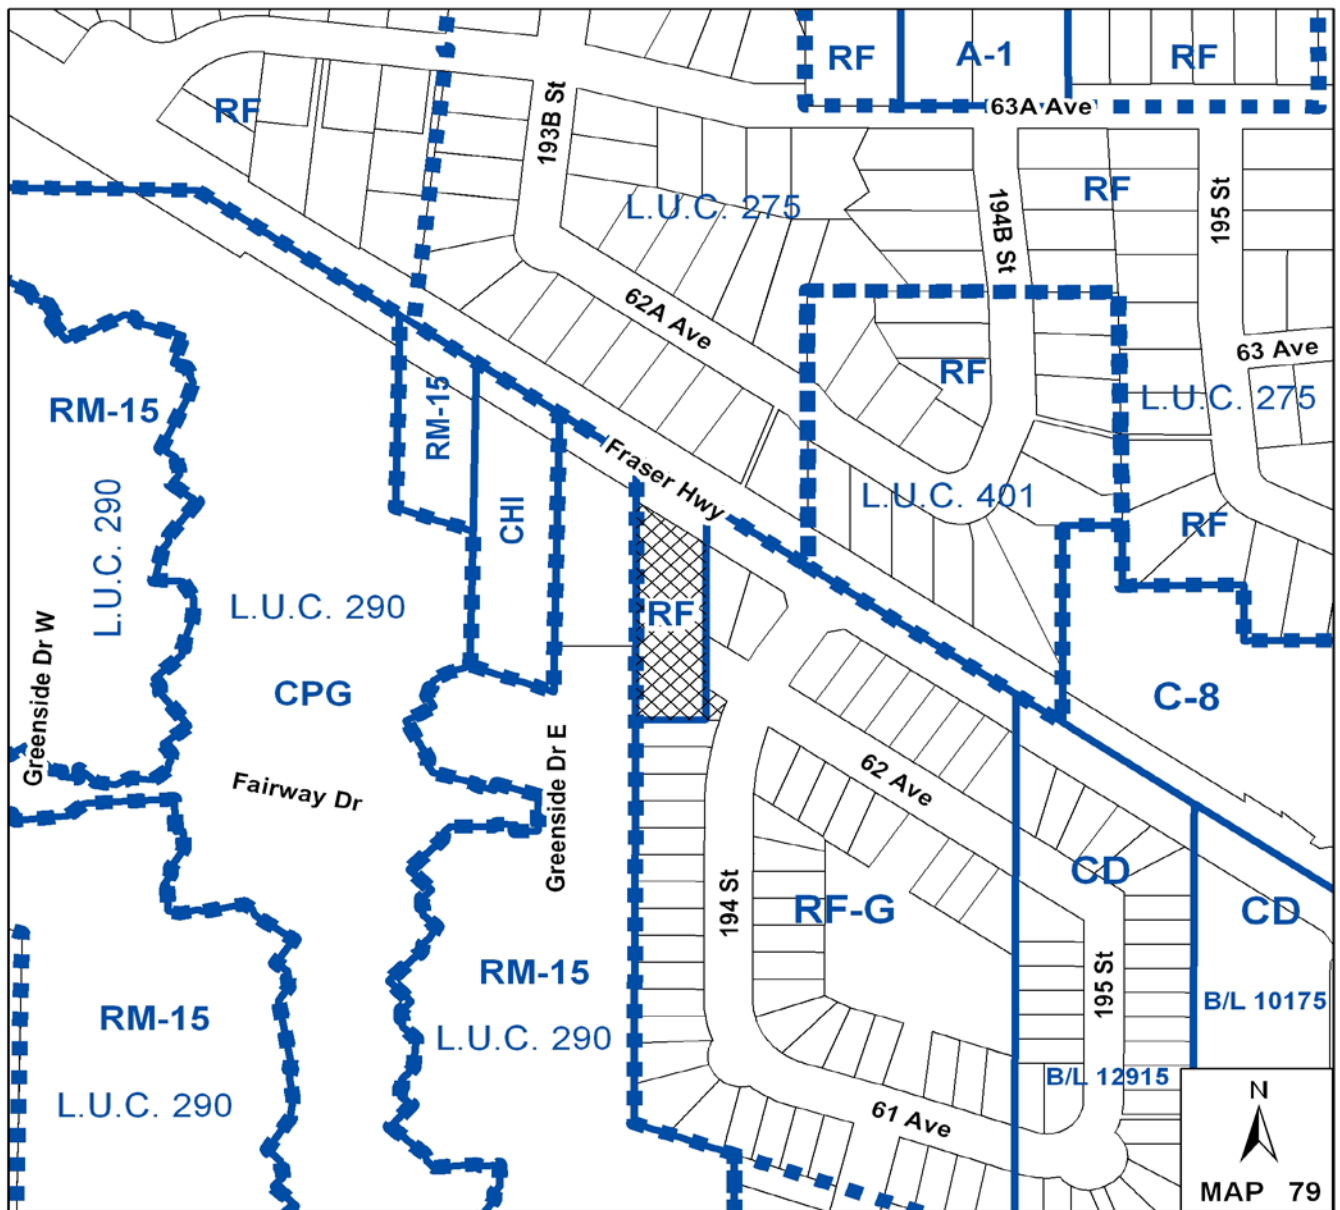 RF
A-1
RF
63A Ave
RF
193B St
L.U.C. 275
RF
194B St
195 St
62A Ave
63 Ave
RF
L.U.C. 275
RM-15
RM-15
L.U.C. 290
CHI
Fraser Hwy
L.U.C. 401
RF
L.U.C. 290
RF
Greenside Dr W
CPG
C-8
Fairway Dr
Greenside Dr E
62 Ave
194 St
RF-G
CD
CD
RM-15
195 St
B/L 10175
RM-15
L.U.C. 290
B/L 12915
L.U.C. 290
61 Ave
N
MAP 79